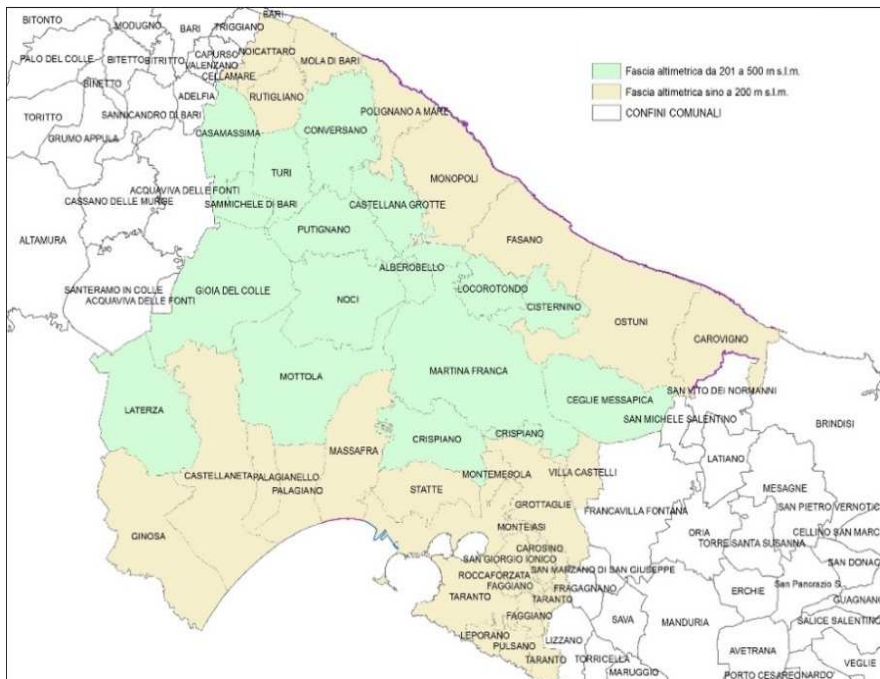 BARI
BITONTO
MODUGNO
BARI
TRIGGIANO
NOICATTARO
PALO DEL COLLE
BITETTO
BITRITTO
CAPURSO
VALENZANO
MOLA DI BARI
CELLAMARE
BINETTO
ADELFIA
RUTIGLIANO
Fascia altimetrica da 201 a 500 m s.l.m.
Fascia altimetrica sino a 200 m s.l.m.
CONFINI COMUNALI
TORITTO
SANNICANDRO DI BARI
POLIGNANO A MARE
GRUMO APPULA
CASAMASSIMA
CONVERSANO
TURI
MONOPOLI
ACQUAVIVA DELLE FONTI
CASSANO DELLE MURGE
SAMMICHELE DI BARI
CASTELLANA GROTTE
PUTIGNANO
FASANO
ALTAMURA
ALBEROBELLO
SANTERAMO IN COLLE
ACQUAVIVA DELLE FONTI
GIOIA DEL COLLE
NOCI
LOCOROTONDO
CISTERNINO
OSTUNI
CAROVIGNO
MOTTOLA
MARTINA FRANCA
LATERZA
CEGLIE MESSAPICA
SAN VITO DEI NORMANNI
SAN MICHELE SALENTINO
BRINDISI
CRISPIANO
CRISPIANO
MASSAFRA
LATIANO
CASTELLANETA
PALAGIANELLO
PALAGIANO
MONTEMESOLA
VILLA CASTELLI
STATTE
MESAGNE
GROTTAGLIE
FRANCAVILLA FONTANA
SAN PIETRO VERNOTIC
GINOSA
MONTEIASI
ORIA
TORRE SANTA SUSANNA
CELLINO SAN MARC
CAROSINO
SAN GIORGIO IONICO
SAN DONAC
SAN MARZANO DI SAN GIUSEPPE
ROCCAFORZATA
FAGGIANO
FRAGAGNANO
ERCHIE
San Pancrazio S.
TARANTO
TARANTO
GUAGNANO
FAGGIANO
SAVA
MANDURIA
SALICE SALENTINO
LEPORANO
PULSANO
LIZZANO
AVETRANA
TARANTO
TORRICELLA
VEGLIE
MARUGGIO
PORTO CESAREO
NARDO'